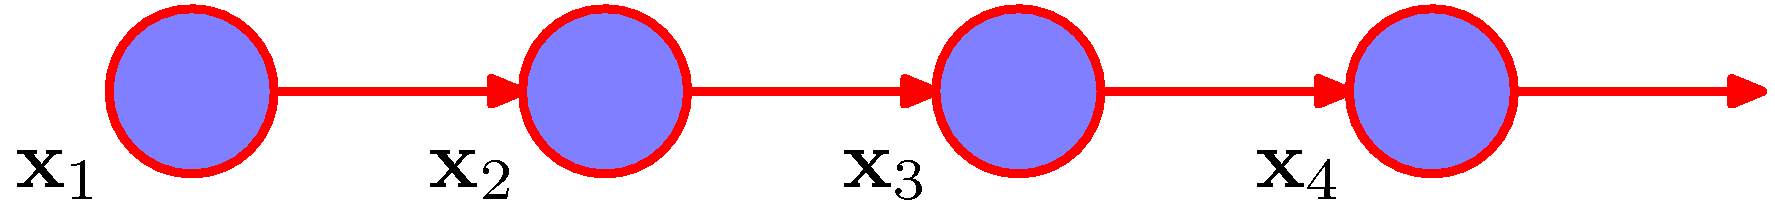 x₁ x₂ x₃ x₄